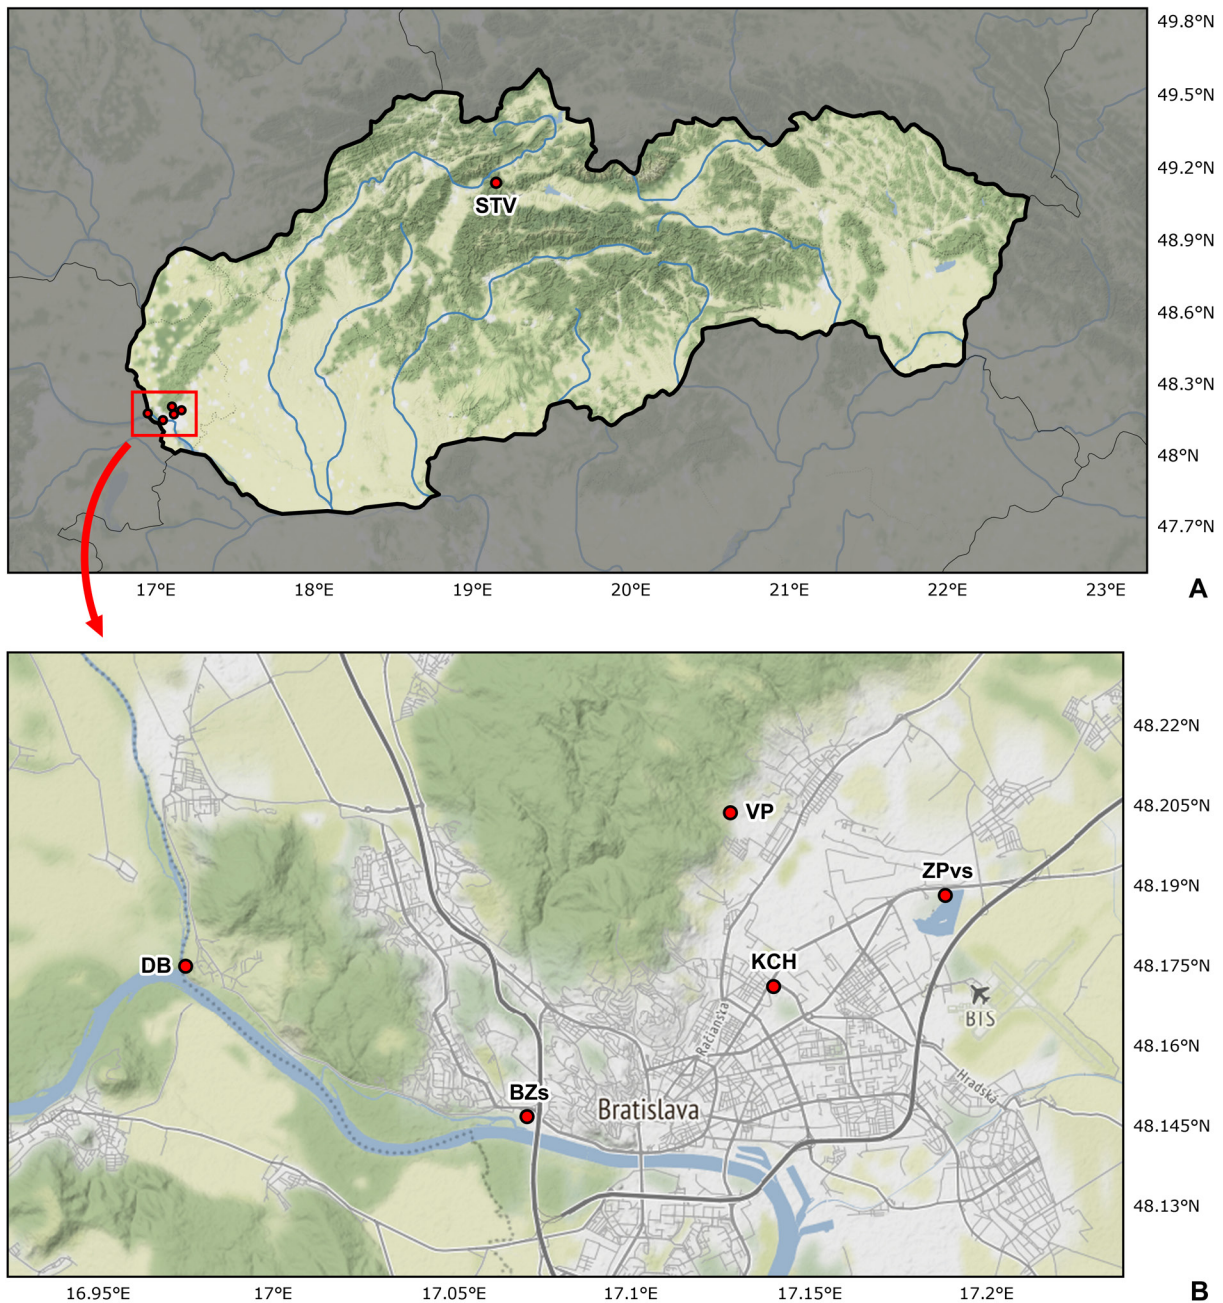 49.8°N
49.5°N
49.2°N
STV
48.9°N
48.6°N
48.3°N
48°N
47.7°N
17°E 18°E 19°E 20°E 21°E 22°E 23°E
A
48.22°N
VP
48.205°N
ZPvs
48.19°N
DB
KCH
48.175°N
BTS
Račianska
48.16°N
Hradská
BZs
Bratislava
48.145°N
48.13°N
16.95°E 17°E 17.05°E 17.1°E 17.15°E 17.2°E
B